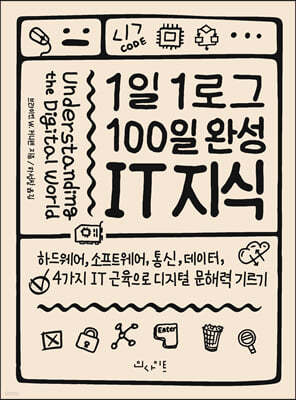 니ㄱ
CODE
Understanding
the Digital World
브라이언 W. 커니핸 지음 / 하성창 옮김
1일 1로그
100일 완성
IT 지식
하드웨어, 소프트웨어, 통신, 데이터,
4가지 IT 근육으로 디지털 문해력 기르기
Enter
인사이트